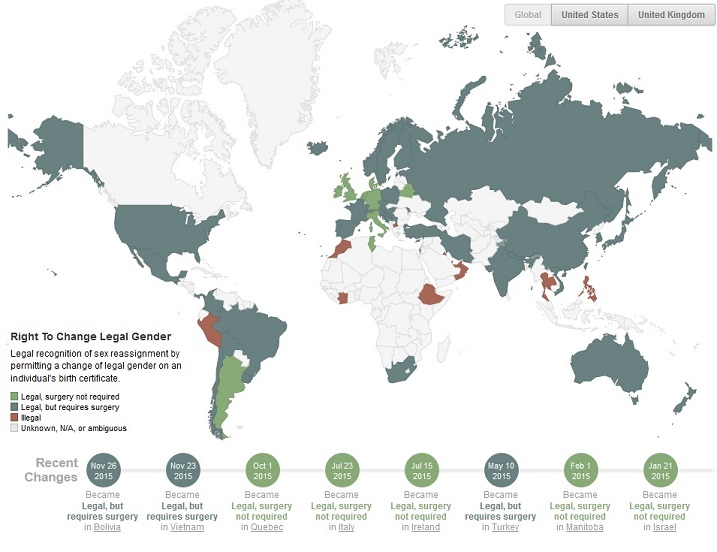 Global
United States
United Kingdom
Right To Change Legal Gender
Legal recognition of sex reassignment by
permitting a change of legal gender on an
individual's birth certificate.
Legal, surgery not required
Legal, but requires surgery
Illegal
Unknown, N/A, or ambiguous
Recent
Changes
Nov 26
2015
Became
Legal, but
requires surgery
in Bolivia
Nov 23
2015
Became
Legal, but
requires surgery
in Vietnam
Oct 1
2015
Became
Legal, surgery
not required
in Quebec
Jul 23
2015
Became
Legal, surgery
not required
in Italy
Jul 15
2015
Became
Legal, surgery
not required
in Ireland
May 10
2015
Became
Legal, but
requires surgery
in Turkey
Feb 1
2015
Became
Legal, surgery
not required
in Manitoba
Jan 21
2015
Became
Legal, surgery
not required
in Israel